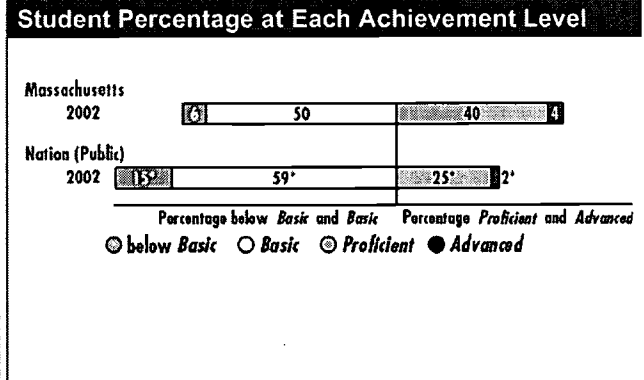 Student Percentage at Each Achievement Level
Massachusetts
2002 6 50 40 4
Nation (Public)
2002 15* 59* 25* 2*
Percentage below Basic and Basic Percentage Proficient and Advanced
below Basic Basic Proficient Advanced